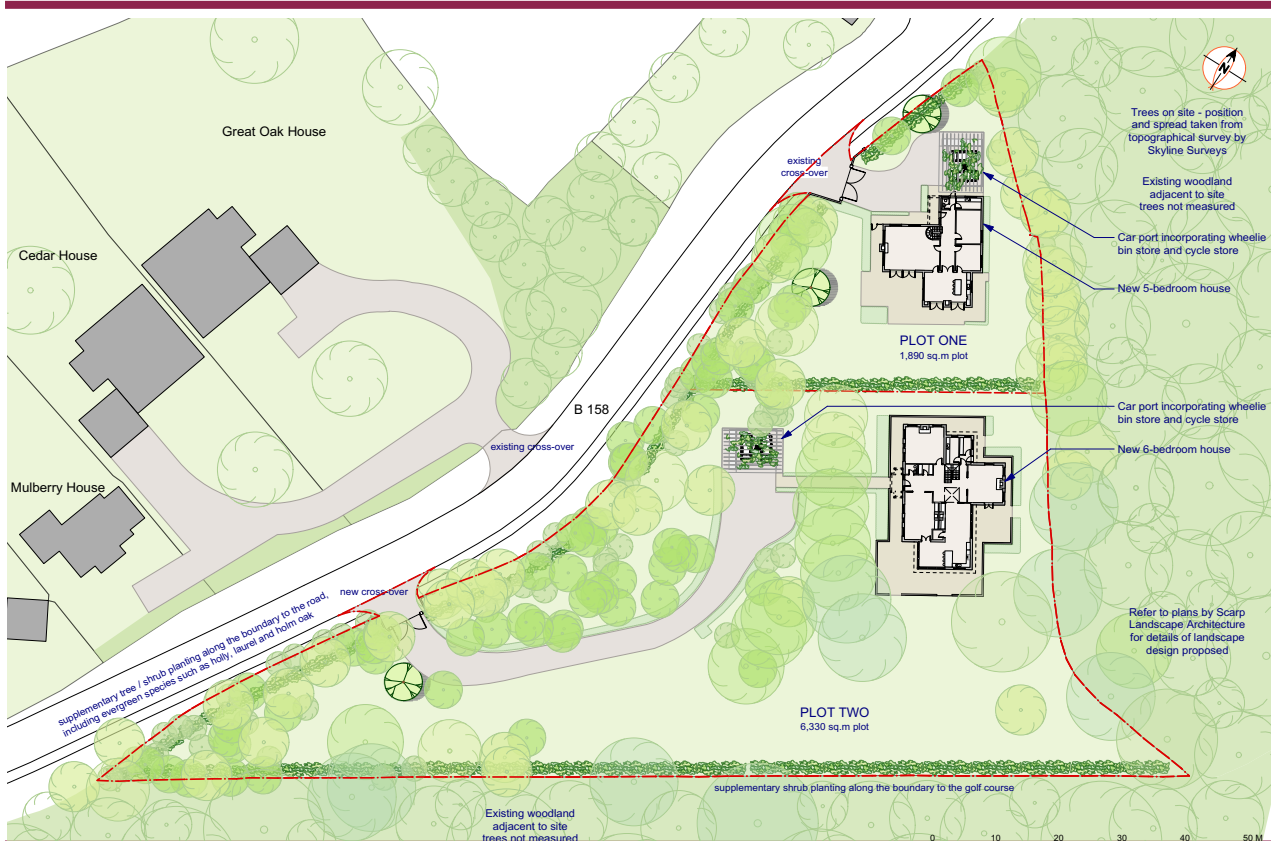 N
Great Oak House
Trees on site - position
and spread taken from
topographical survey by
Skyline Surveys
existing
cross-over
Existing woodland
adjacent to site
trees not measured
Car port incorporating wheelie
bin store and cycle store
Cedar House
New 5-bedroom house
PLOT ONE
1,890 sq.m plot
B 158
Car port incorporating wheelie
bin store and cycle store
existing cross-over
New 6-bedroom house
Mulberry House
new cross-over
supplementary tree / shrub planting along the boundary to the road,
including evergreen species such as holly, laurel and holm oak
Refer to plans by Scarp
Landscape Architecture
for details of landscape
design proposed
PLOT TWO
6,330 sq.m plot
supplementary shrub planting along the boundary to the golf course
Existing woodland
adjacent to site
trees not measured
0 10 20 30 40 50 M